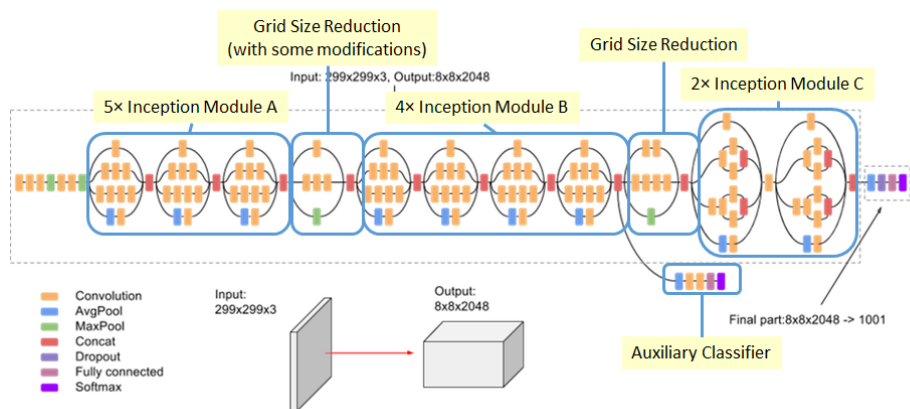 Grid Size Reduction
(with some modifications)
Grid Size Reduction
Input: 299x299x3, Output:8x8x2048
5× Inception Module A
4× Inception Module B
2× Inception Module C
Convolution
AvgPool
MaxPool
Concat
Dropout
Fully connected
Softmax
Input:
299x299x3
Output:
8x8x2048
Final part:8x8x2048 -> 1001
Auxiliary Classifier